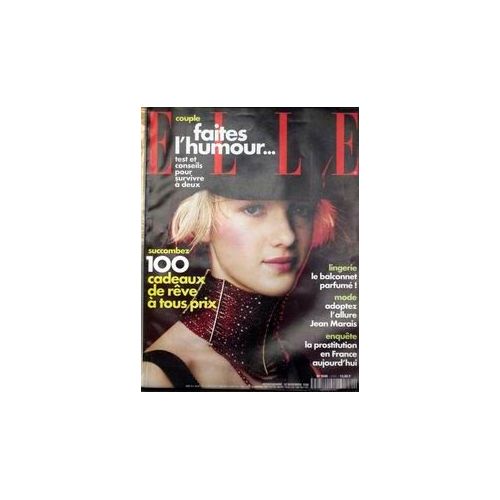 ELLE
couple
faites
l'humour...
test et
conseils
pour
survivre
à deux
succombez
100
cadeaux
de rêve
à tous prix
lingerie
le balconnet
parfumé !
mode
adoptez
l'allure
Jean Marais
enquête
la prostitution
en France
aujourd'hui